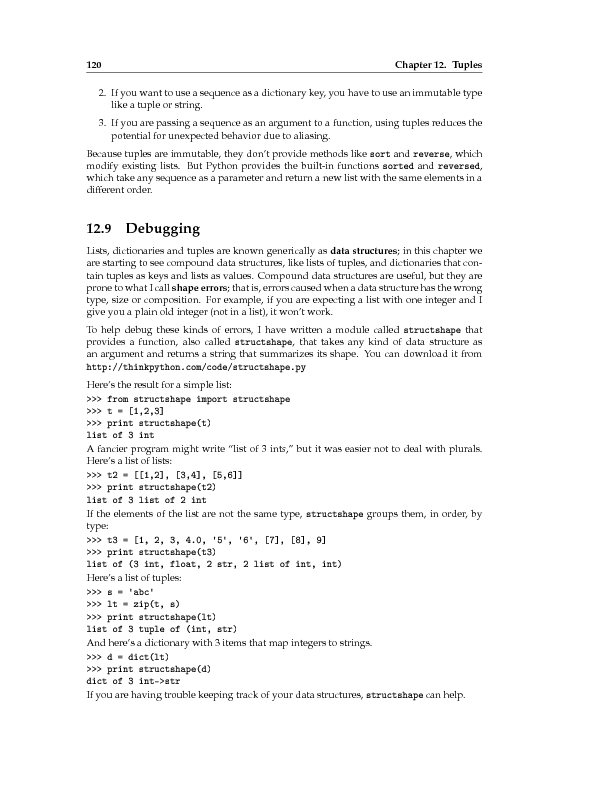 120 Chapter 12. Tuples
2. If you want to use a sequence as a dictionary key, you have to use an immutable type
like a tuple or string.
3. If you are passing a sequence as an argument to a function, using tuples reduces the
potential for unexpected behavior due to aliasing.
Because tuples are immutable, they don't provide methods like sort and reverse, which
modify existing lists. But Python provides the built-in functions sorted and reversed,
which take any sequence as a parameter and return a new list with the same elements in a
different order.
12.9 Debugging
Lists, dictionaries and tuples are known generically as data structures; in this chapter we
are starting to see compound data structures, like lists of tuples, and dictionaries that con-
tain tuples as keys and lists as values. Compound data structures are useful, but they are
prone to what I call shape errors; that is, errors caused when a data structure has the wrong
type, size or composition. For example, if you are expecting a list with one integer and I
give you a plain old integer (not in a list), it won't work.
To help debug these kinds of errors, I have written a module called structshape that
provides a function, also called structshape, that takes any kind of data structure as
an argument and returns a string that summarizes its shape. You can download it from
http://thinkpython.com/code/structshape.py
Here's the result for a simple list:
>>> from structshape import structshape
>>> t = [1,2,3]
>>> print structshape(t)
list of 3 int
A fancier program might write “list of 3 ints,” but it was easier not to deal with plurals.
Here's a list of lists:
>>> t2 = [[1,2], [3,4], [5,6]]
>>> print structshape(t2)
list of 3 list of 2 int
If the elements of the list are not the same type, structshape groups them, in order, by
type:
>>> t3 = [1, 2, 3, 4.0, '5', '6', [7], [8], 9]
>>> print structshape(t3)
list of (3 int, float, 2 str, 2 list of int, int)
Here's a list of tuples:
>>> s = 'abc'
>>> lt = zip(t, s)
>>> print structshape(lt)
list of 3 tuple of (int, str)
And here's a dictionary with 3 items that map integers to strings.
>>> d = dict(lt)
>>> print structshape(d)
dict of 3 int->str
If you are having trouble keeping track of your data structures, structshape can help.